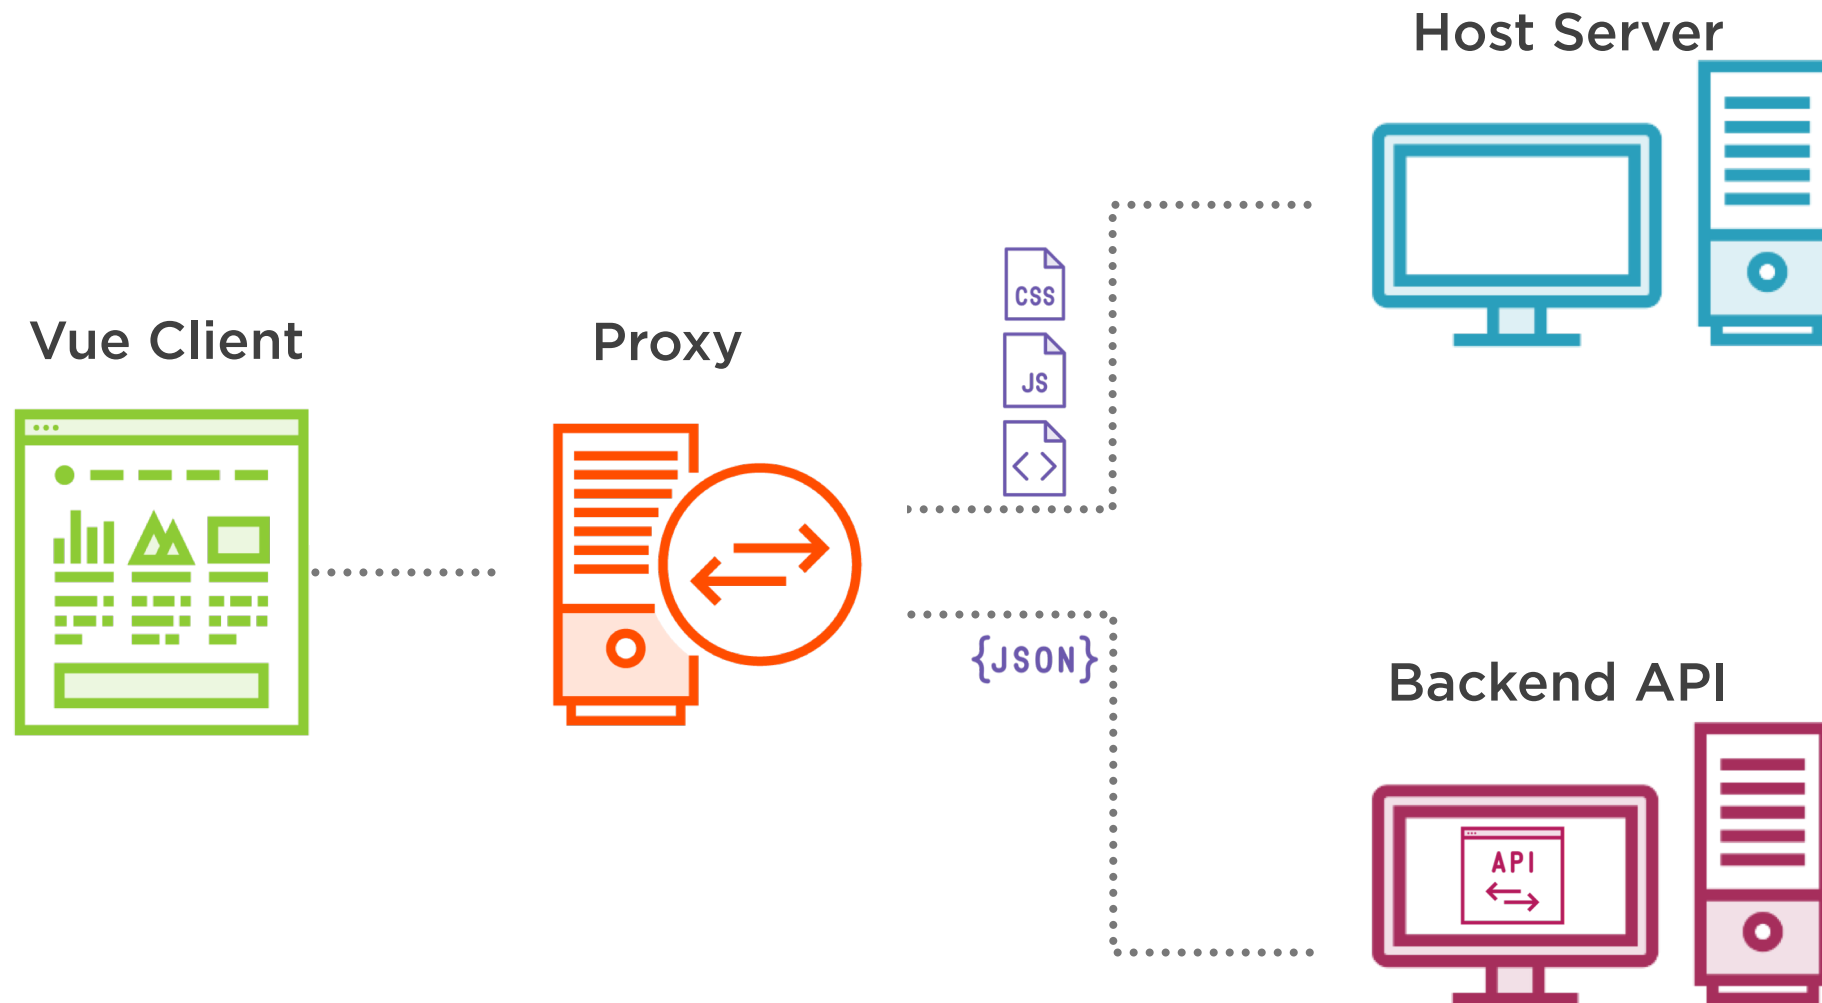 Host Server
CSS
Vue Client
Proxy
JS
<>
{JSON}
Backend API
API